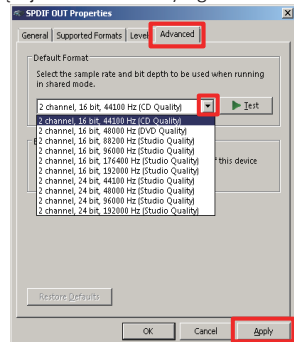 SPDIF OUT Properties
General Supported Formats Levels Advanced
Default Format
Select the sample rate and bit depth to be used when running
in shared mode.
2 channel, 16 bit, 44100 Hz (CD Quality)
Test
2 channel, 16 bit, 44100 Hz (CD Quality)
2 channel, 16 bit, 48000 Hz (DVD Quality)
2 channel, 16 bit, 88200 Hz (Studio Quality)
2 channel, 16 bit, 96000 Hz (Studio Quality)
2 channel, 16 bit, 176400 Hz (Studio Quality)
this device
2 channel, 16 bit, 192000 Hz (Studio Quality)
2 channel, 24 bit, 44100 Hz (Studio Quality)
2 channel, 24 bit, 48000 Hz (Studio Quality)
2 channel, 24 bit, 96000 Hz (Studio Quality)
2 channel, 24 bit, 192000 Hz (Studio Quality)
Restore Defaults
OK Cancel Apply